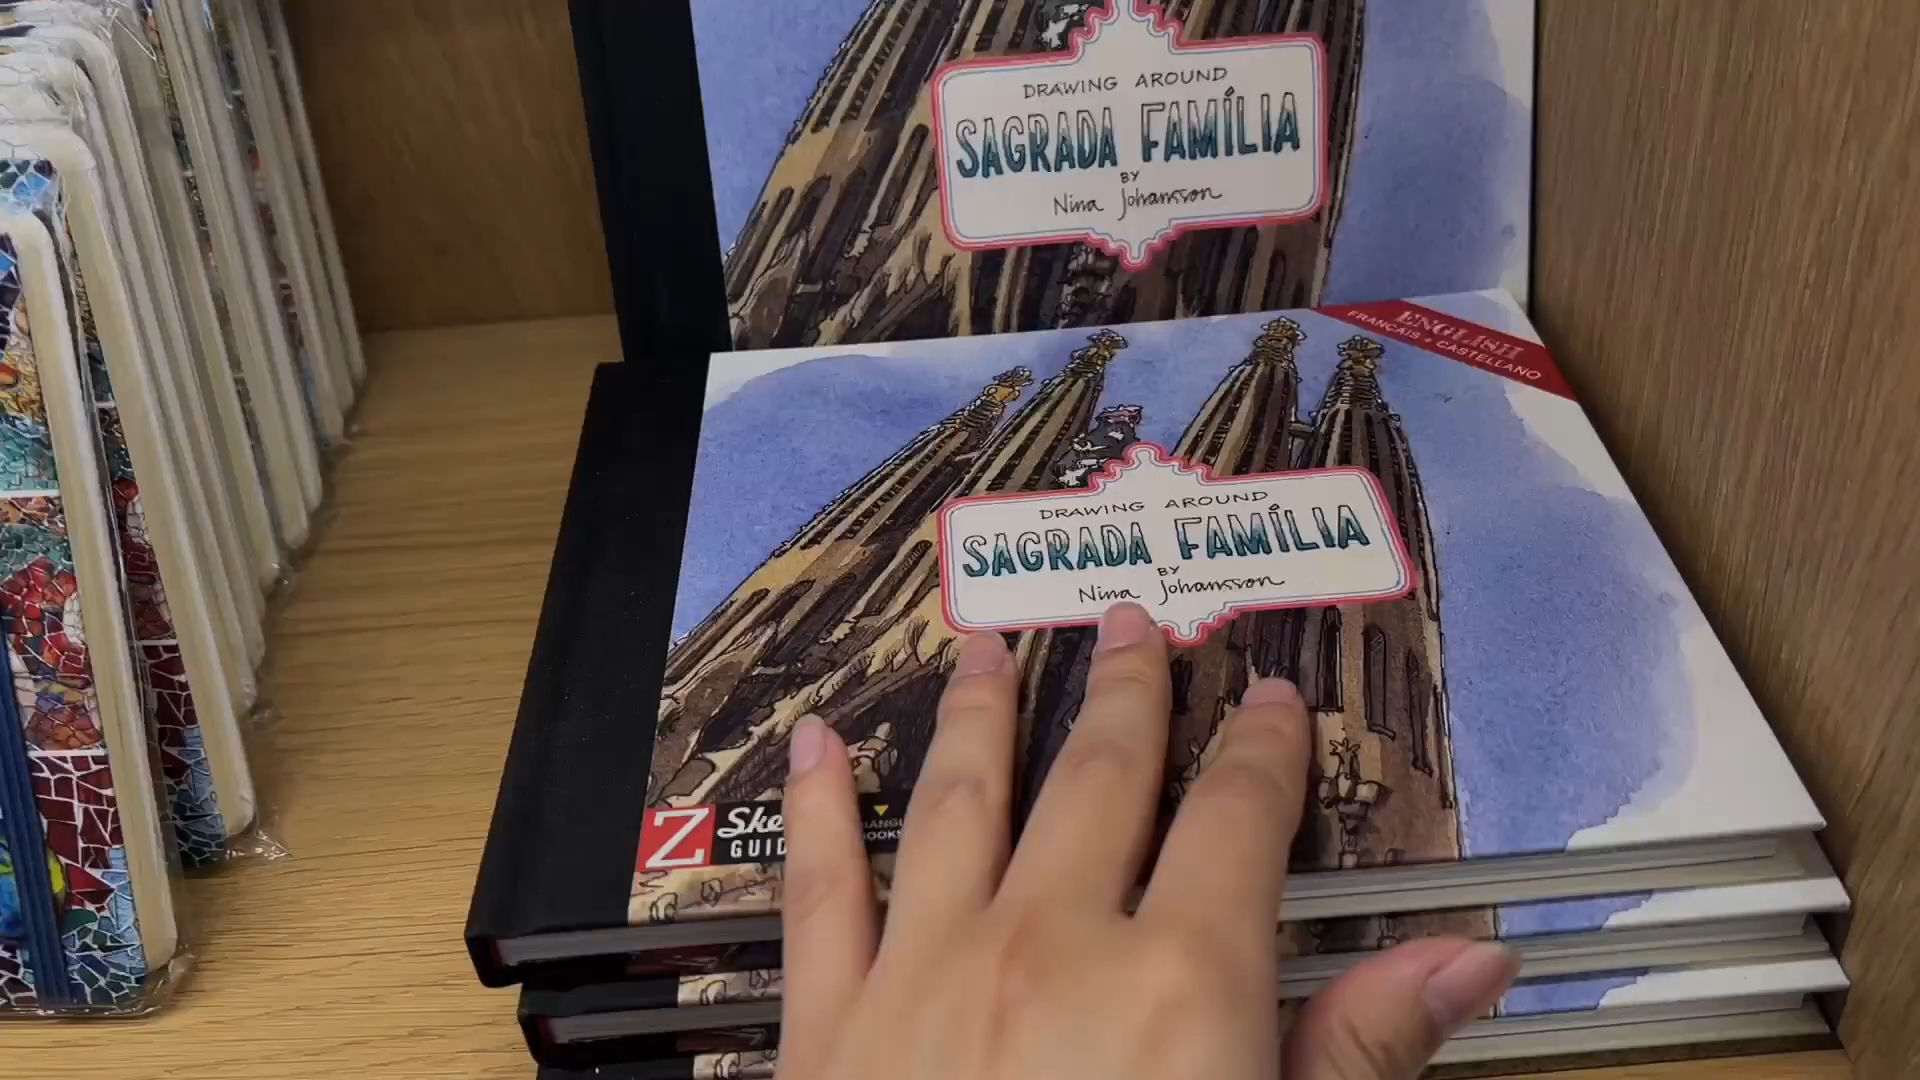 DRAWING AROUND
SAGRADA FAMÍLIA
BY
Nina Johansson
ENGLISH
FRANÇAIS • CASTELLANO
DRAWING AROUND
SAGRADA FAMÍLIA
BY
Nina Johansson
Z